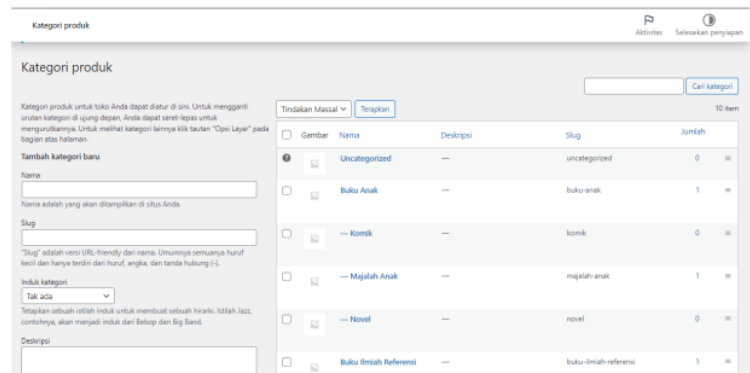 Kategori produk
Aktivitas
Selesaikan penyiapan
Kategori produk
Cari kategori
Kategori produk untuk toko Anda dapat diatur di sini. Untuk mengganti
urutan kategori di ujung depan, Anda dapat seret-lepas untuk
mengurutkannya. Untuk melihat kategori lainnya klik tautan "Opsi Layar" pada
bagian atas halaman.
Tambah kategori baru
Nama
Nama adalah yang akan ditampilkan di situs Anda.
Slug
"Slug" adalah versi URL-friendly dari nama. Umumnya semuanya huruf
kecil dan hanya terdiri dari huruf, angka, dan tanda hubung (-).
Induk kategori
Tak ada
Tetapkan sebuah istilah induk untuk membuat sebuah hirarki. Istilah Jazz,
contohnya, akan menjadi induk dari Bebop dan Big Band.
Deskripsi
Tindakan Massal
Terapkan
10 item
Gambar Nama Deskripsi Slug Jumlah
Uncategorized — uncategorized 0
Buku Anak — buku-anak 1
— Komik — komik 0
— Majalah Anak — majalah-anak 1
— Novel — novel 0
Buku Ilmiah Referensi — buku-ilmiah-referensi 1